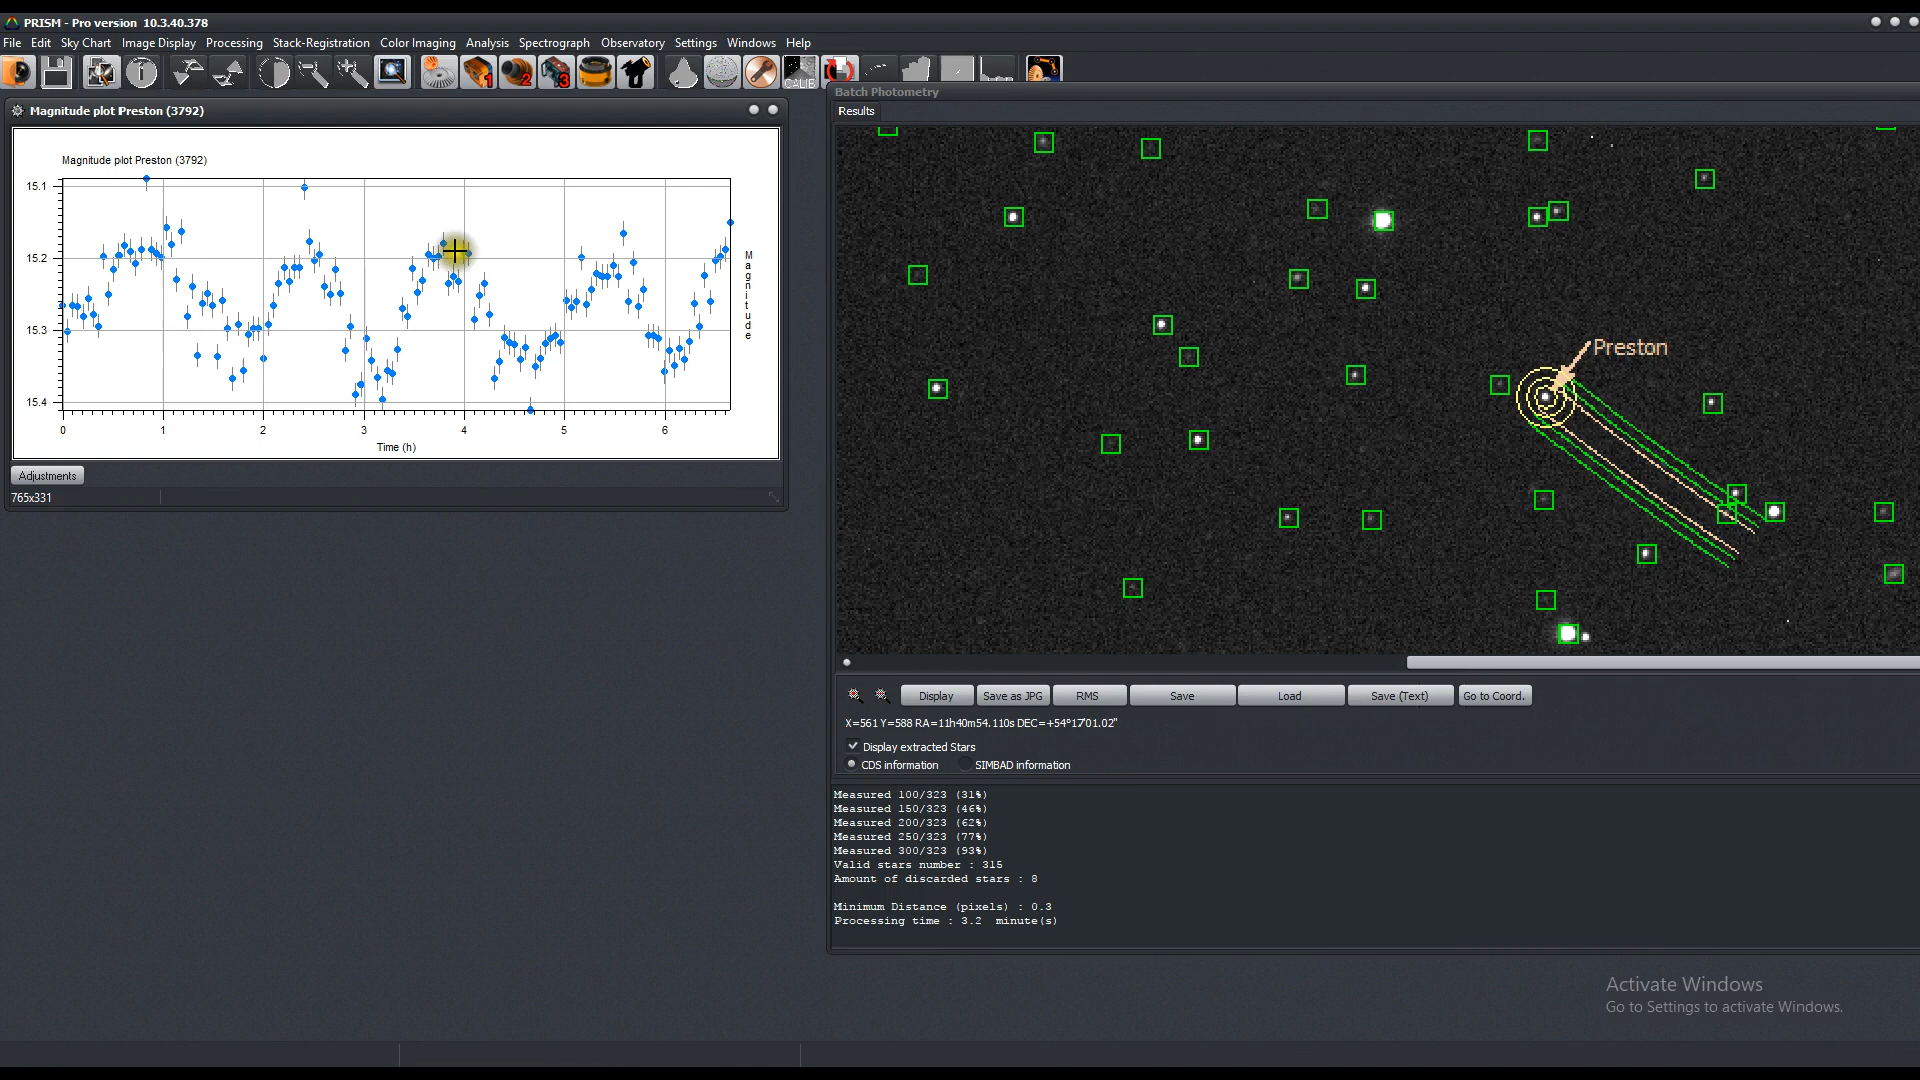 PRISM - Pro version 10.3.40.378
File Edit Sky Chart Image Display Processing Stack-Registration Color Imaging Analysis Spectrograph Observatory Settings Windows Help
1 2 3 CALIB
Magnitude plot Preston (3792)
Magnitude plot Preston (3792)
15.1
15.2
15.3
15.4
0 1 2 3 4 5 6
Time (h)
Magnitude
Adjustments
765x331
Batch Photometry
Results
Preston
Display Save as JPG RMS Save Load Save (Text) Go to Coord.
X=561 Y=588 RA=11h40m54.110s DEC=+54°17'01.02"
Display extracted Stars
CDS information SIMBAD information
Measured 100/323 (31%)
Measured 150/323 (46%)
Measured 200/323 (62%)
Measured 250/323 (77%)
Measured 300/323 (93%)
Valid stars number : 315
Amount of discarded stars : 8
Minimum Distance (pixels) : 0.3
Processing time : 3.2 minute(s)
Activate Windows
Go to Settings to activate Windows.